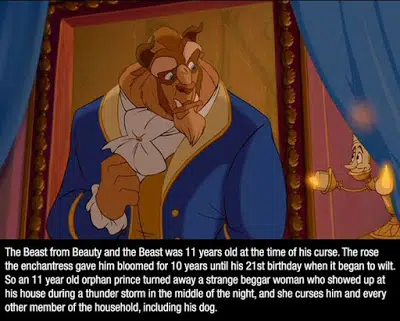 The Beast from Beauty and the Beast was 11 years old at the time of his curse. The rose
the enchantress gave him bloomed for 10 years until his 21st birthday when it began to wilt.
So an 11 year old orphan prince turned away a strange beggar woman who showed up at
his house during a thunder storm in the middle of the night, and she curses him and every
other member of the household, including his dog.